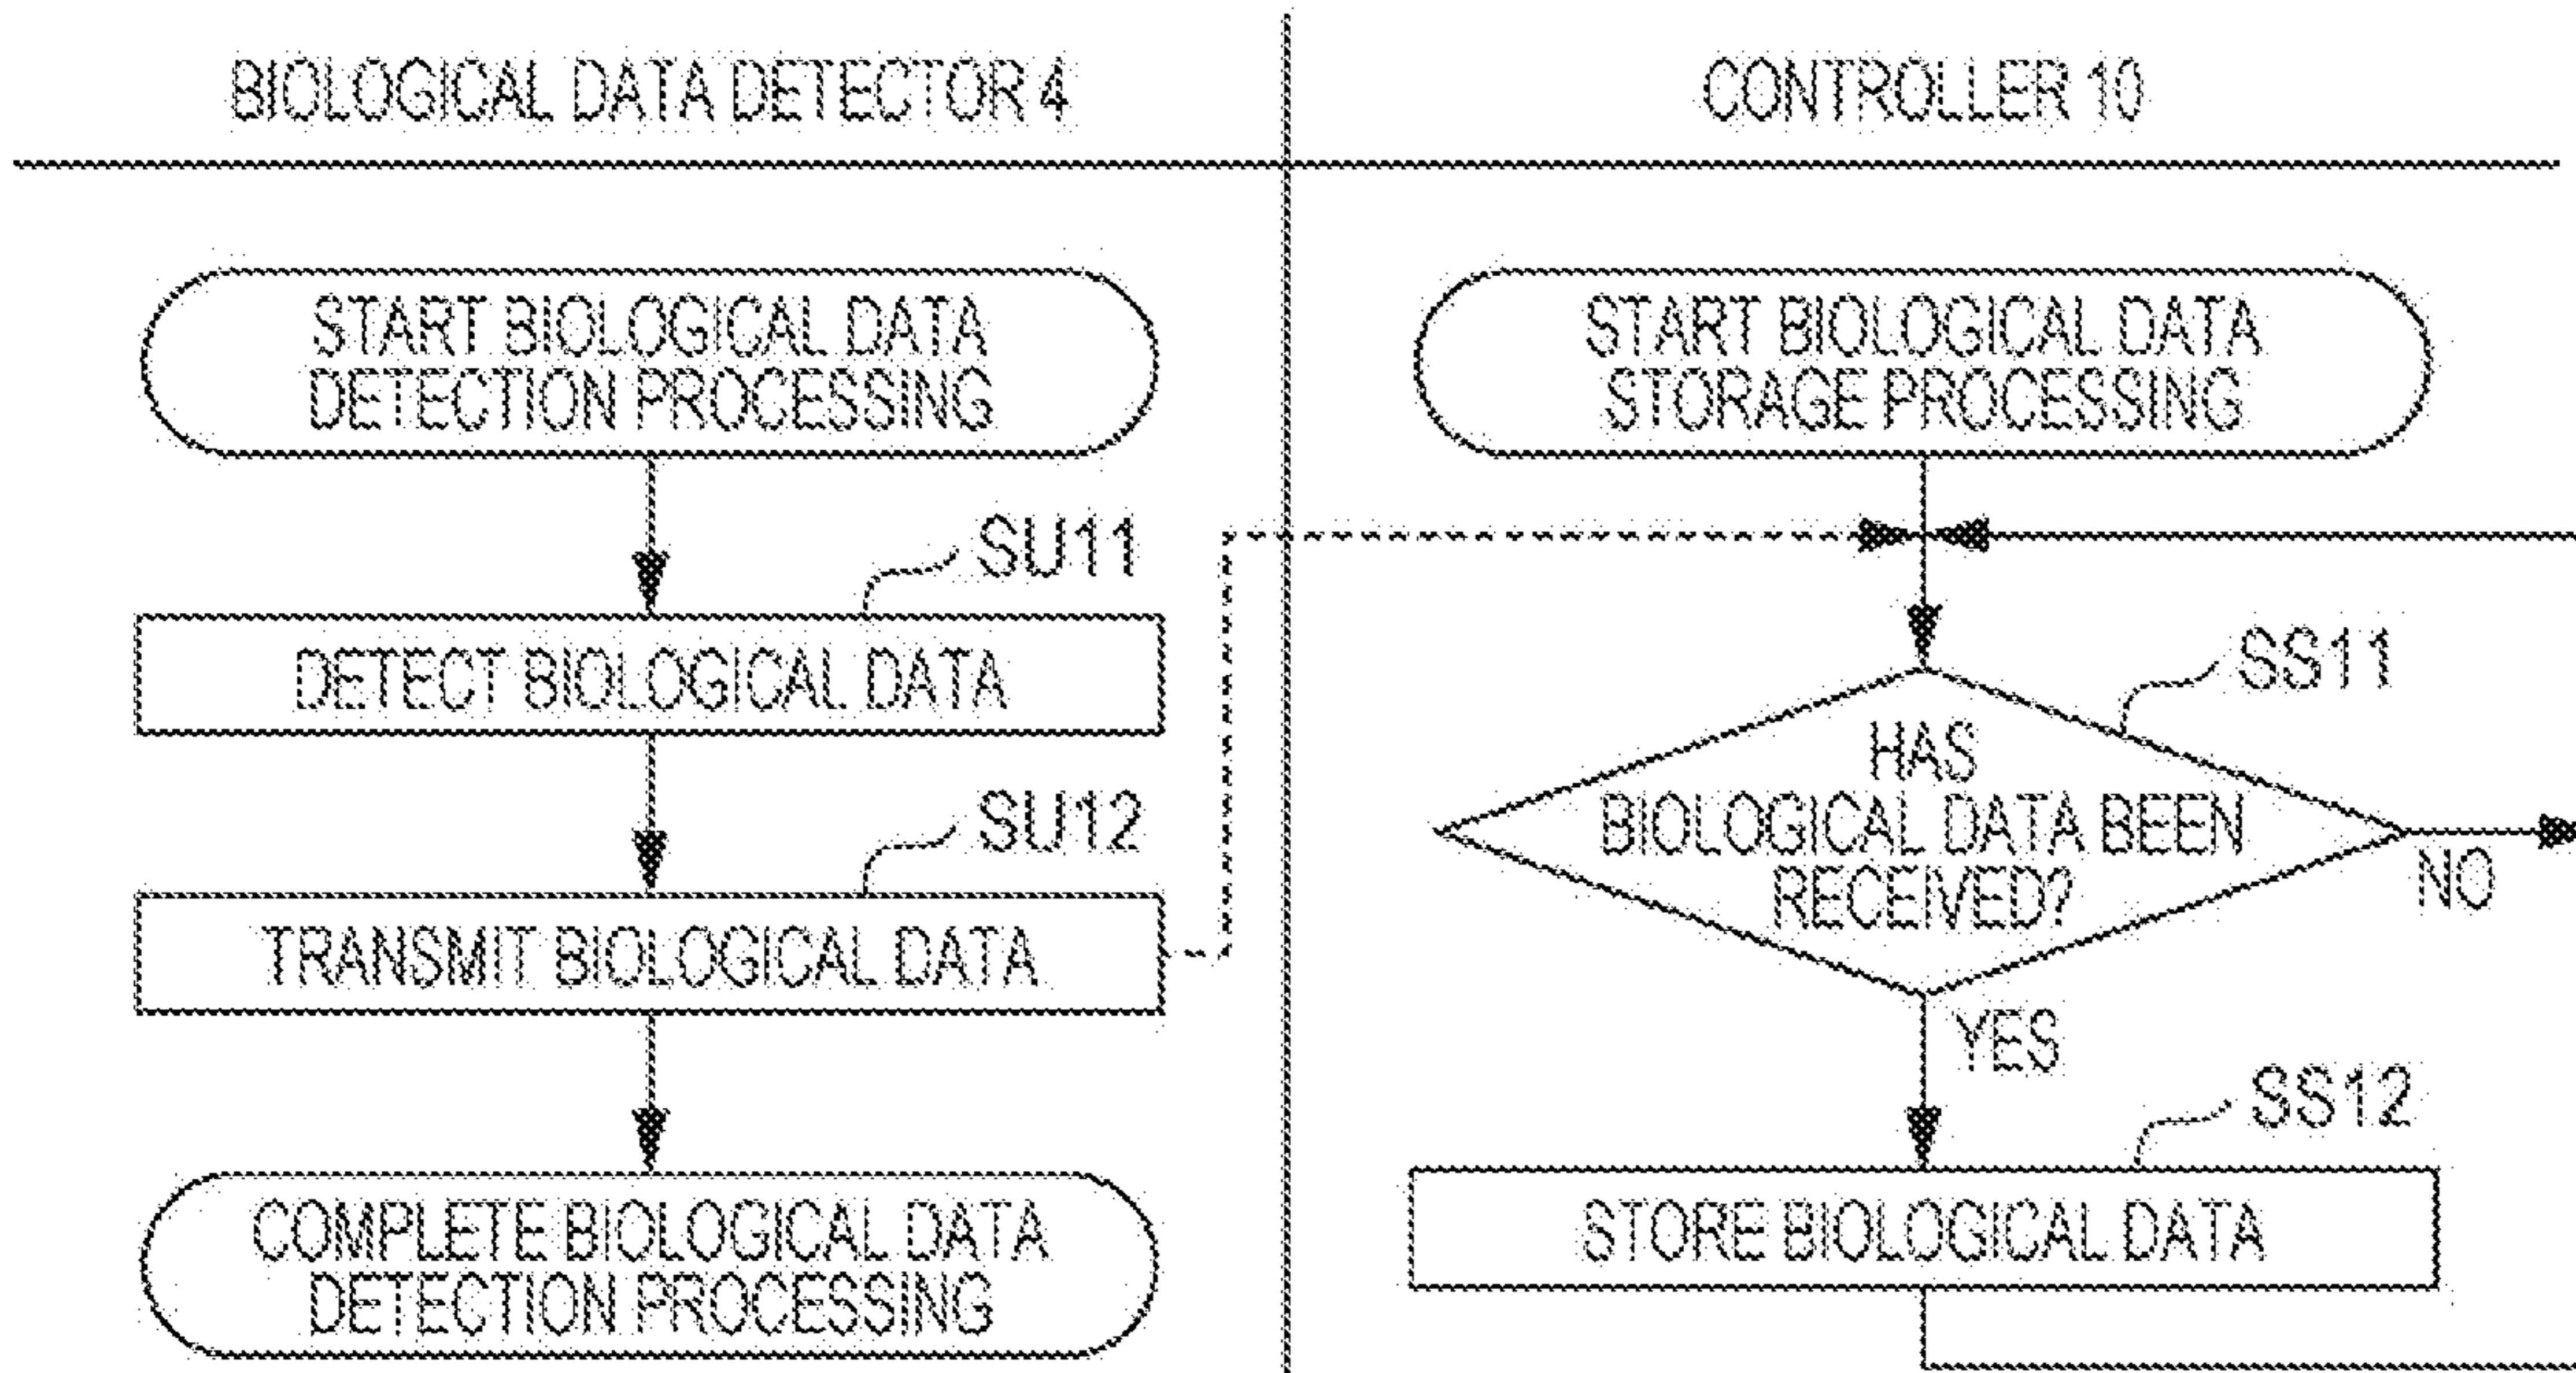 BIOLOGICAL DATA DETECTOR 4
CONTROLLER 10
START BIOLOGICAL DATA
DETECTION PROCESSING
SU11
DETECT BIOLOGICAL DATA
SU12
TRANSMIT BIOLOGICAL DATA
COMPLETE BIOLOGICAL DATA
DETECTION PROCESSING
START BIOLOGICAL DATA
STORAGE PROCESSING
SS11
HAS
BIOLOGICAL DATA BEEN
RECEIVED?
NO
YES
SS12
STORE BIOLOGICAL DATA